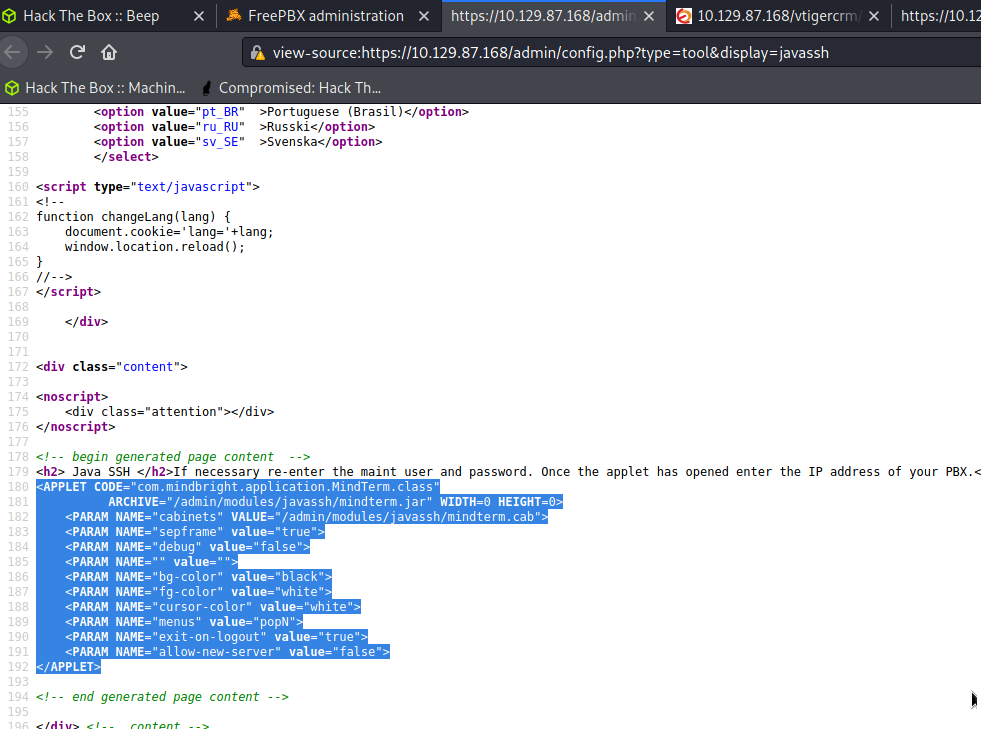 Hack The Box :: Beep
FreePBX administration
https://10.129.87.168/admin
10.129.87.168/vtigercrm/
https://10.12
view-source:https://10.129.87.168/admin/config.php?type=tool&display=javassh
Hack The Box :: Machin...
Compromised: Hack Th...
155 <option value="pt_BR" >Portuguese (Brasil)</option>
156 <option value="ru_RU" >Russki</option>
157 <option value="sv_SE" >Svenska</option>
158 </select>
159
160 <script type="text/javascript">
161 <!--
162 function changeLang(lang) {
163 document.cookie='lang='+lang;
164 window.location.reload();
165 }
166 //-->
167 </script>
168
169 </div>
170
171
172 <div class="content">
173
174 <noscript>
175 <div class="attention"></div>
176 </noscript>
177
178 <!-- begin generated page content -->
179 <h2> Java SSH </h2>If necessary re-enter the maint user and password. Once the applet has opened enter the IP address of your PBX.<
180 <APPLET CODE="com.mindbright.application.MindTerm.class"
181 ARCHIVE="/admin/modules/javassh/mindterm.jar" WIDTH=0 HEIGHT=0>
182 <PARAM NAME="cabinets" VALUE="/admin/modules/javassh/mindterm.cab">
183 <PARAM NAME="sepframe" value="true">
184 <PARAM NAME="debug" value="false">
185 <PARAM NAME="" value="">
186 <PARAM NAME="bg-color" value="black">
187 <PARAM NAME="fg-color" value="white">
188 <PARAM NAME="cursor-color" value="white">
189 <PARAM NAME="menus" value="popN">
190 <PARAM NAME="exit-on-logout" value="true">
191 <PARAM NAME="allow-new-server" value="false">
192 </APPLET>
193
194 <!-- end generated page content -->
195
196 </div> <!-- content -->